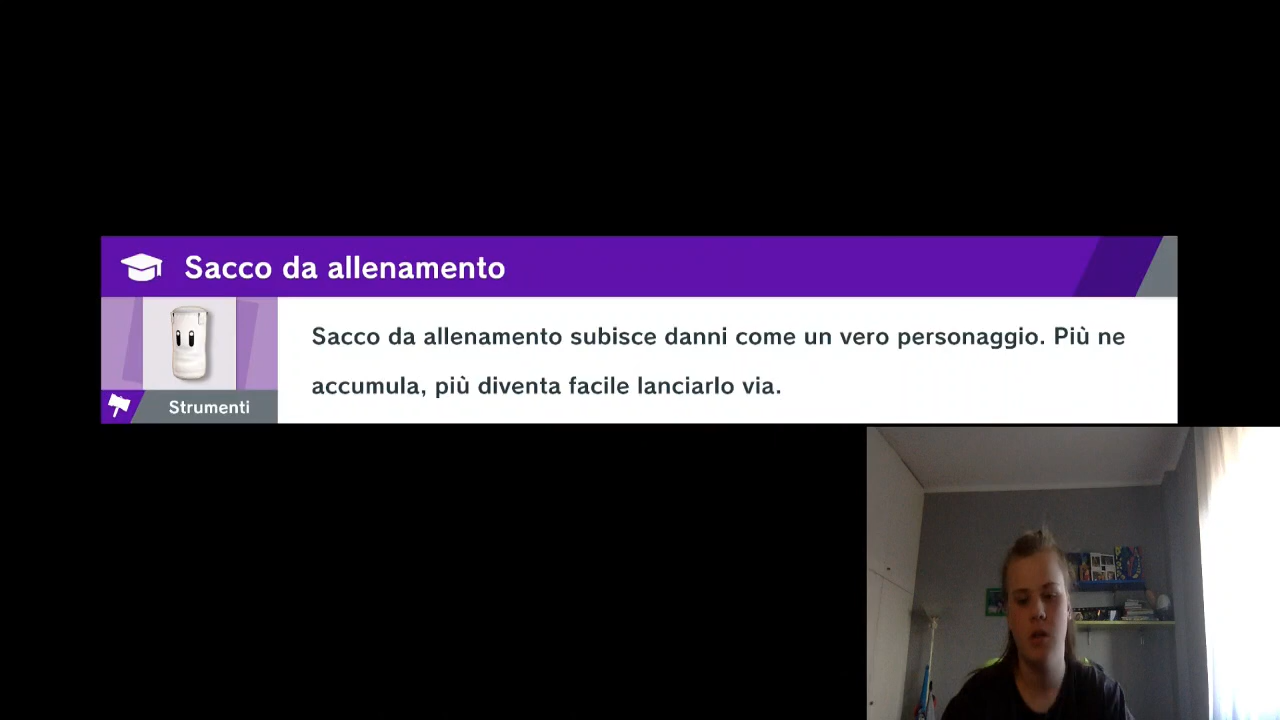 Sacco da allenamento
Sacco da allenamento subisce danni come un vero personaggio. Più ne
accumula, più diventa facile lanciarlo via.
Strumenti